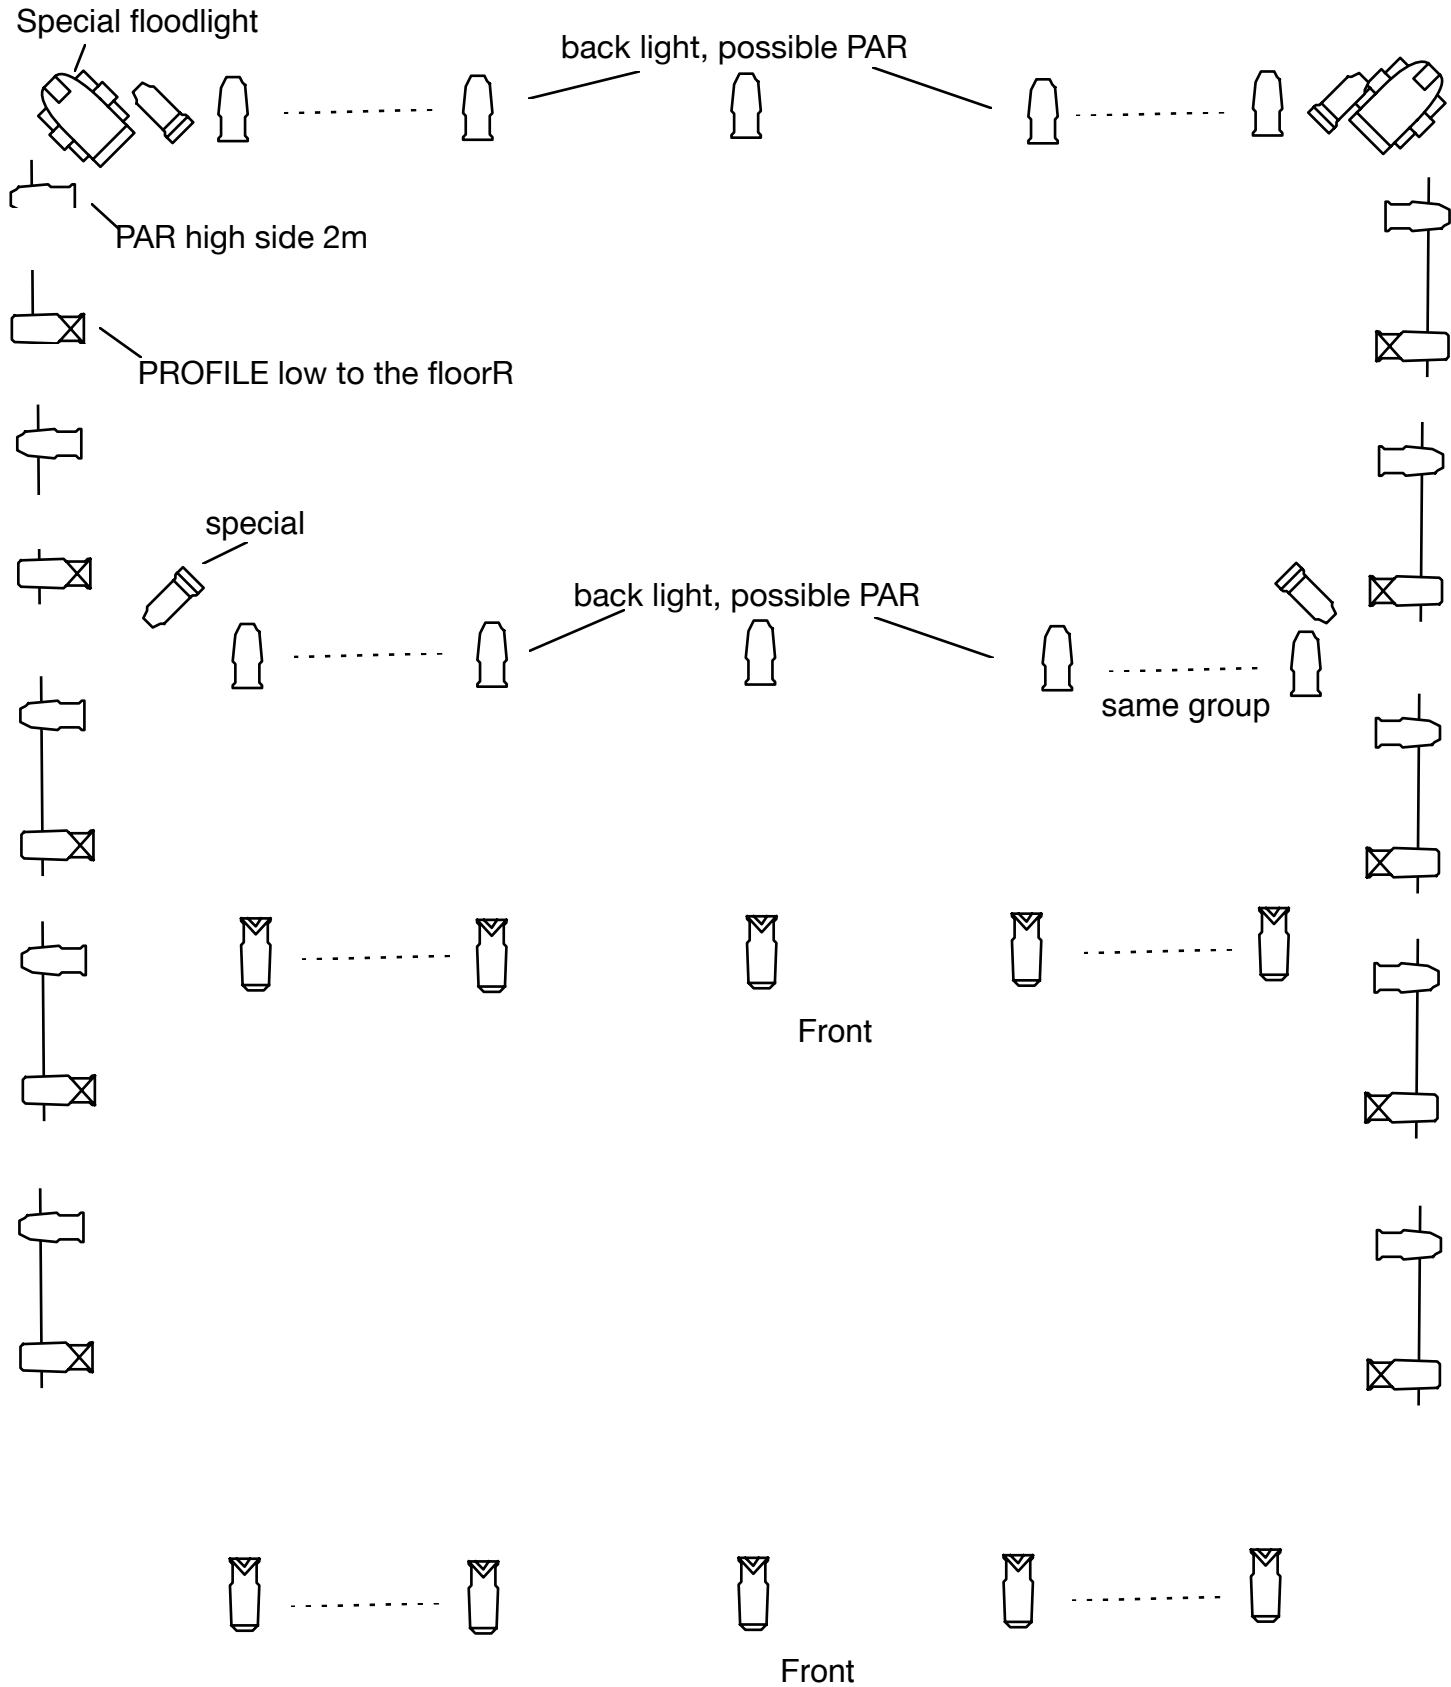 Special floodlight
back light, possible PAR
PAR high side 2m
PROFILE low to the floorR
special
back light, possible PAR
same group
Front
Front